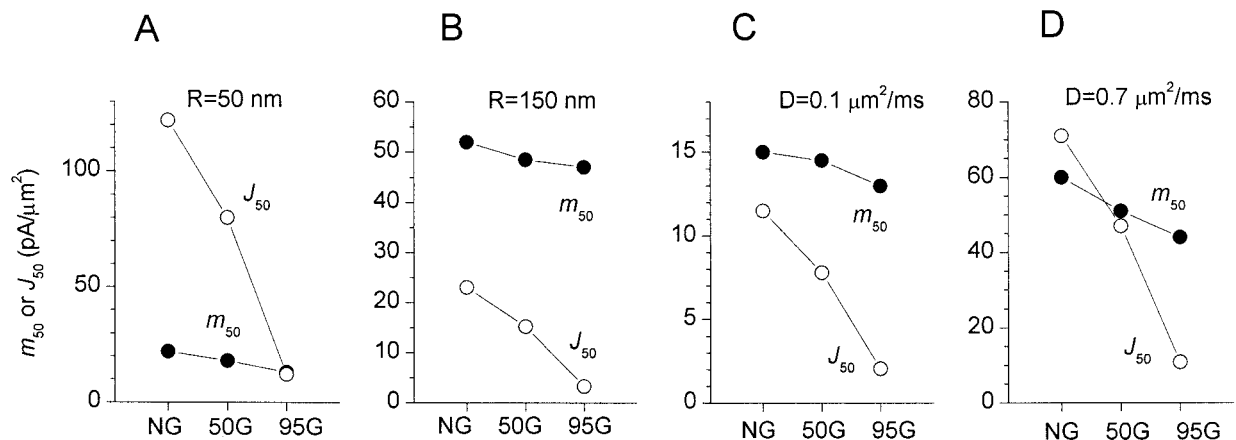 A
B
C
D
R=50 nm
R=150 nm
D=0.1 μm²/ms
D=0.7 μm²/ms
m₅₀ or J₅₀ (pA/μm²)
100
50
0
J₅₀
m₅₀
NG 50G 95G
60
50
40
30
20
10
0
m₅₀
J₅₀
NG 50G 95G
15
10
5
0
m₅₀
J₅₀
NG 50G 95G
80
60
40
20
0
m₅₀
J₅₀
NG 50G 95G